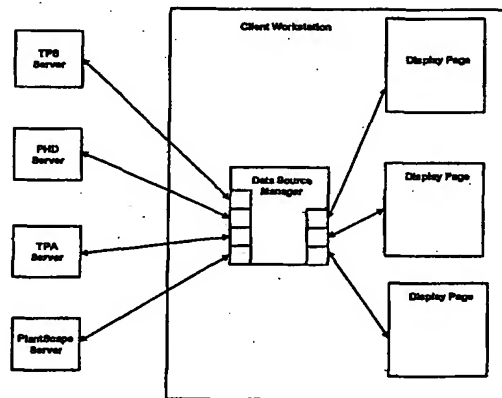 Client Workstation
TPS
Server
PHD
Server
TPA
Server
PlantScape
Server
Data Source
Manager
Display Page
Display Page
Display Page